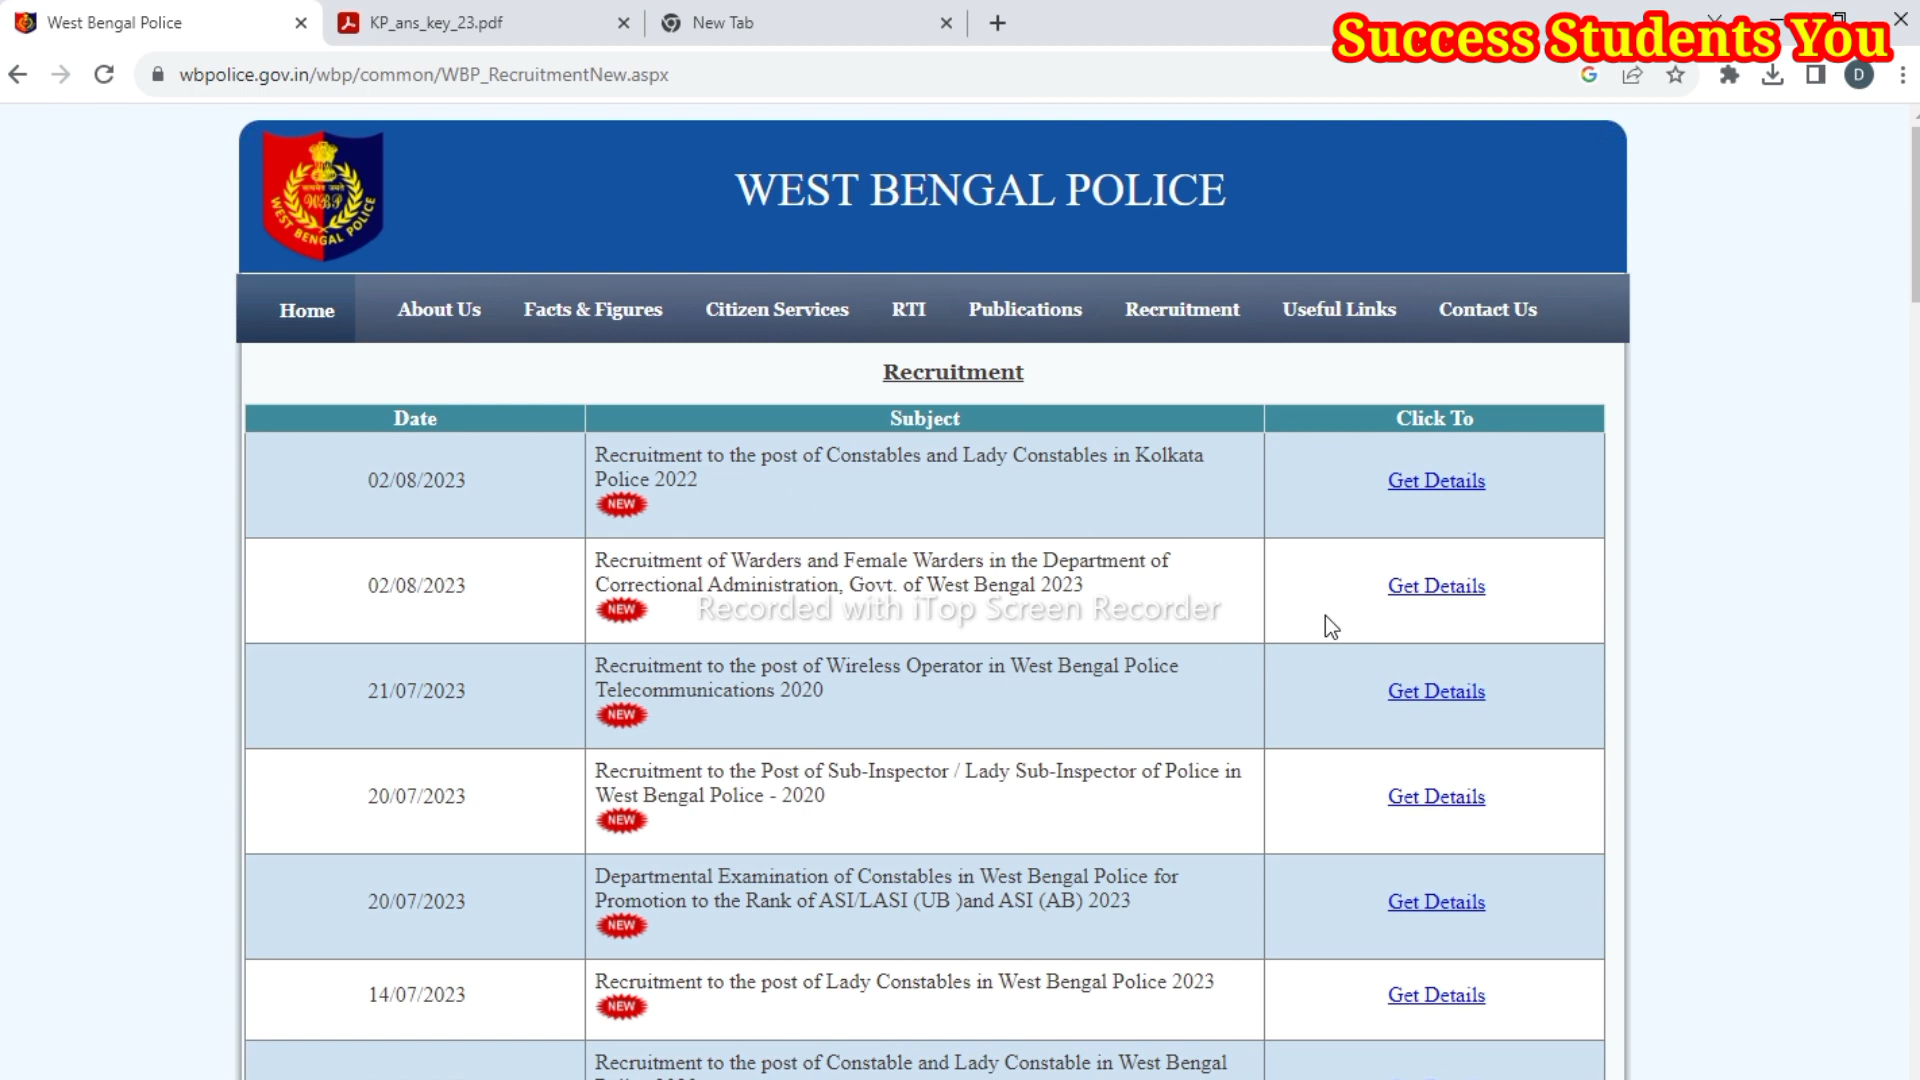 West Bengal Police
KP_ans_key_23.pdf
New Tab
Success Students You
wbpolice.gov.in/wbp/common/WBP_RecruitmentNew.aspx
D
WBP
WEST BENGAL POLICE
WEST BENGAL POLICE
Home About Us Facts & Figures Citizen Services RTI Publications Recruitment Useful Links Contact Us
Recruitment
Date Subject Click To
02/08/2023
Recruitment to the post of Constables and Lady Constables in Kolkata
Police 2022
NEW
Get Details
02/08/2023
Recruitment of Warders and Female Warders in the Department of
Correctional Administration, Govt. of West Bengal 2023
NEW
Get Details
Recorded with iTop Screen Recorder
21/07/2023
Recruitment to the post of Wireless Operator in West Bengal Police
Telecommunications 2020
NEW
Get Details
20/07/2023
Recruitment to the Post of Sub-Inspector / Lady Sub-Inspector of Police in
West Bengal Police - 2020
NEW
Get Details
20/07/2023
Departmental Examination of Constables in West Bengal Police for
Promotion to the Rank of ASI/LASI (UB )and ASI (AB) 2023
NEW
Get Details
14/07/2023
Recruitment to the post of Lady Constables in West Bengal Police 2023
NEW
Get Details
Recruitment to the post of Constable and Lady Constable in West Bengal